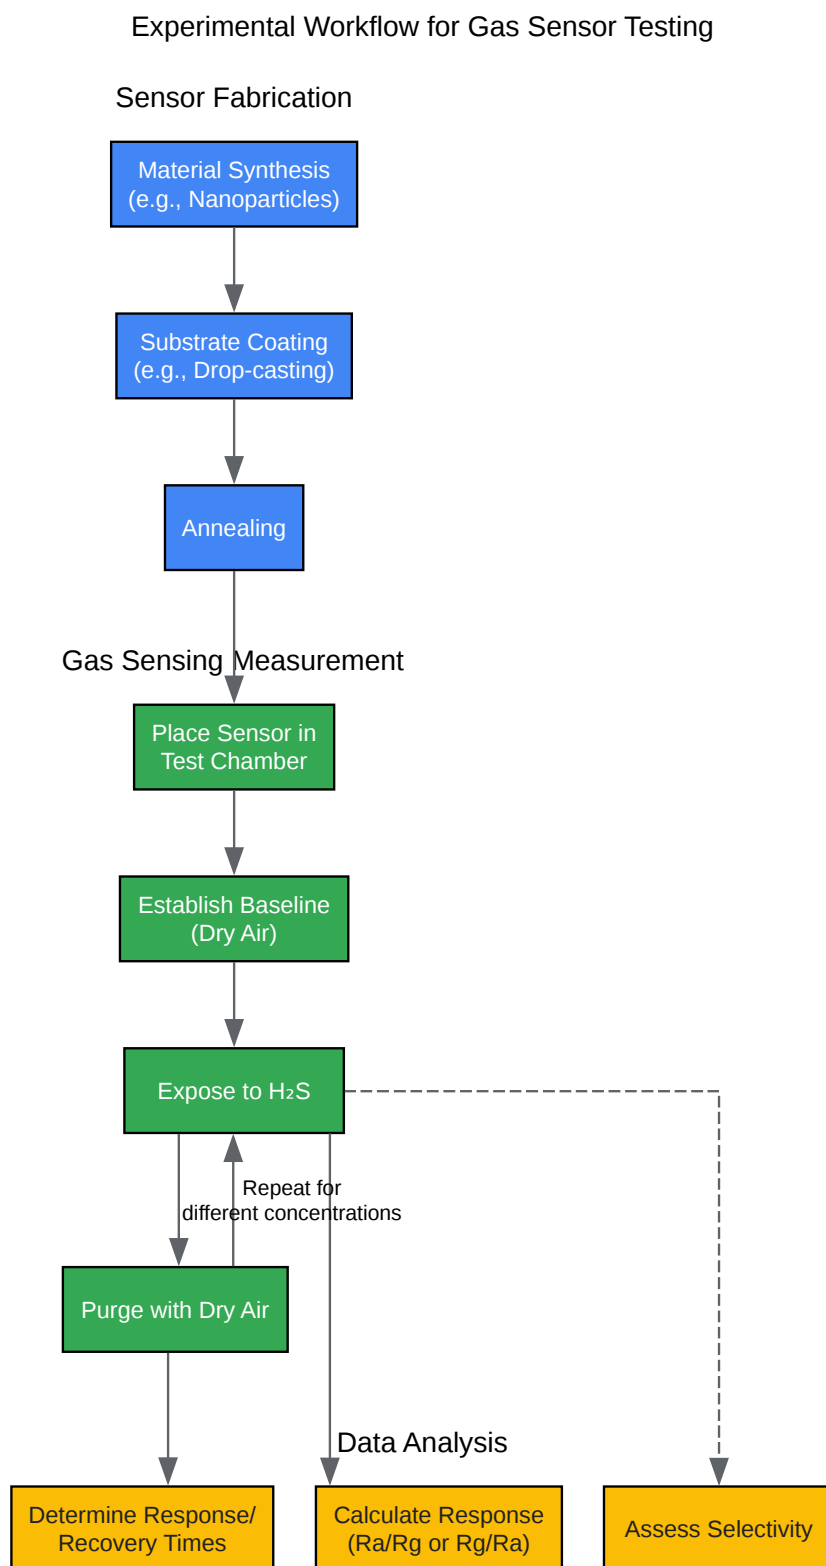 Experimental Workflow for Gas Sensor Testing
Sensor Fabrication
Material Synthesis
(e.g., Nanoparticles)
Substrate Coating
(e.g., Drop-casting)
Annealing
Gas Sensing Measurement
Place Sensor in
Test Chamber
Establish Baseline
(Dry Air)
Expose to H₂S
Repeat for
different concentrations
Purge with Dry Air
Data Analysis
Determine Response/
Recovery Times
Calculate Response
(Ra/Rg or Rg/Ra)
Assess Selectivity